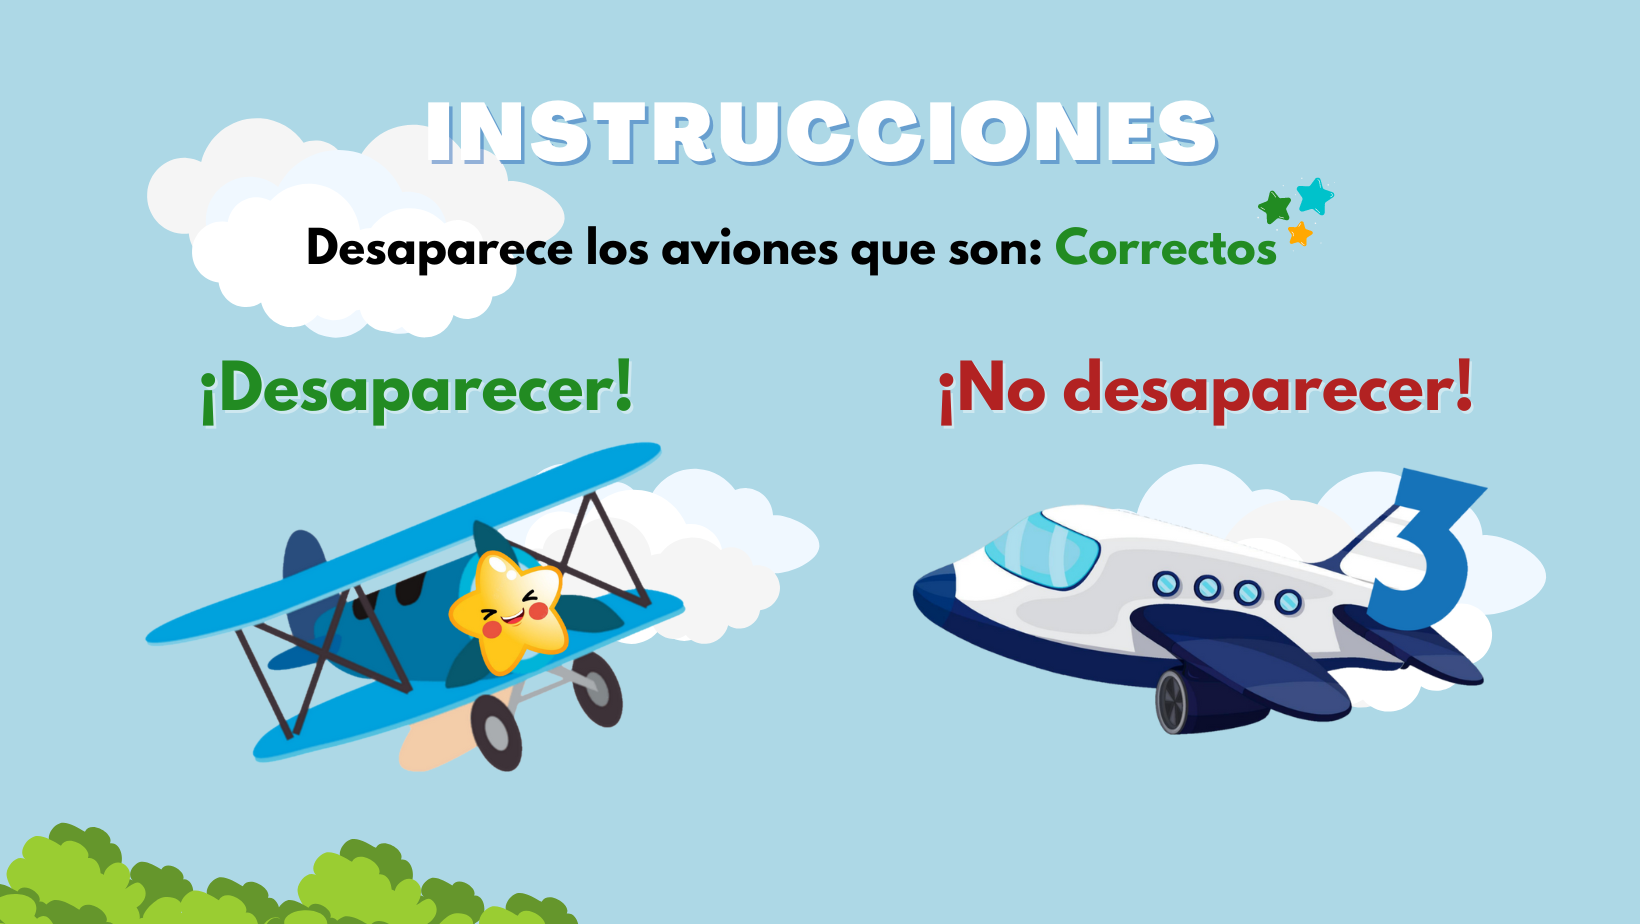 INSTRUCCIONES
Desaparece los aviones que son: Correctos
¡Desaparecer!
¡No desaparecer!
3